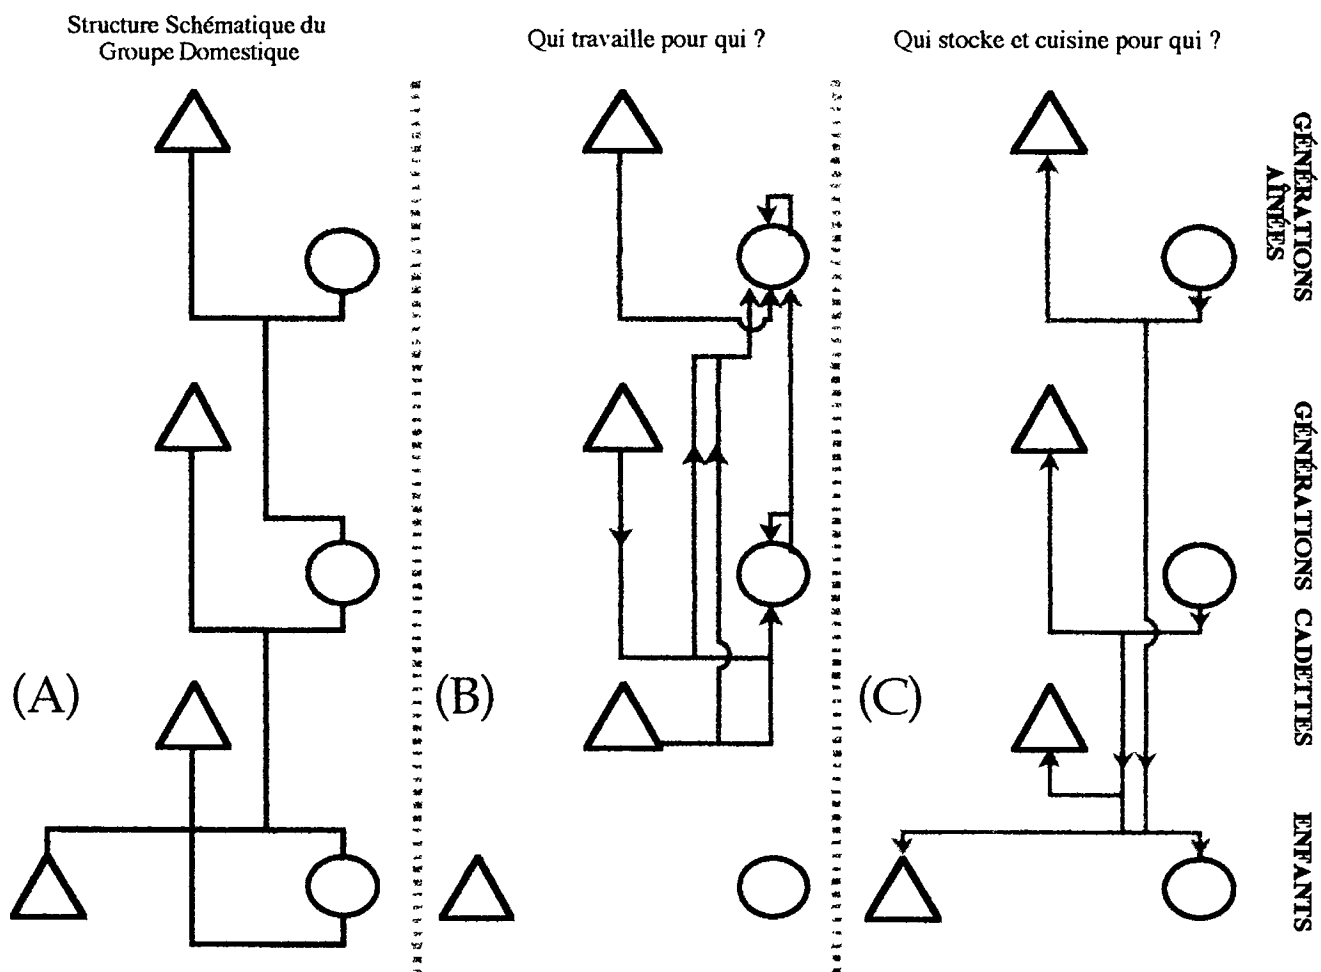 Structure Schématique du
Groupe Domestique
Qui travaille pour qui ?
Qui stocke et cuisine pour qui ?
GÉNÉRATIONS
AÎNÉES
GÉNÉRATIONS CADETTES
ENFANTS
(A)
(B)
(C)